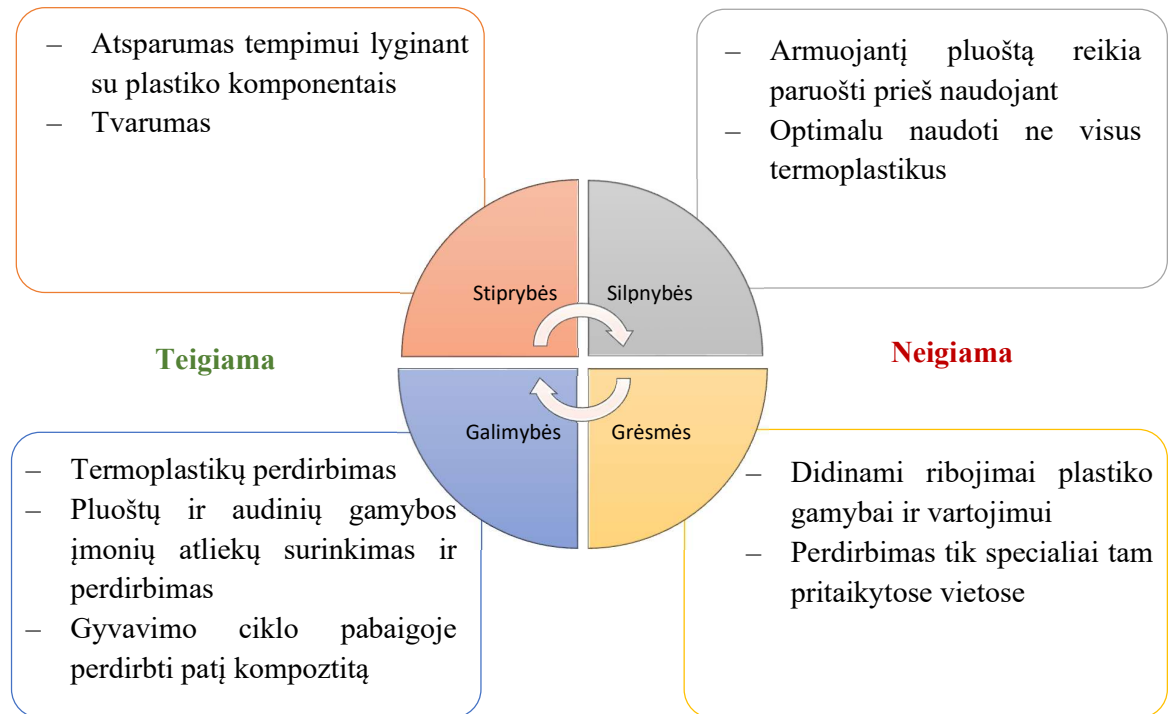 – Atsparumas tempimui lyginant
su plastiko komponentais
– Tvarumas
– Armuojantį pluoštą reikia
paruošti prieš naudojant
– Optimalu naudoti ne visus
termoplastikus
Stiprybės
Silpnybės
Teigiama
Neigiama
Galimybės
Grėsmės
– Termoplastikų perdirbimas
– Pluoštų ir audinių gamybos
įmonių atliekų surinkimas ir
perdirbimas
– Gyvavimo ciklo pabaigoje
perdirbti patį kompoztitą
– Didinami ribojimai plastiko
gamybai ir vartojimui
– Perdirbimas tik specialiai tam
pritaikytose vietose